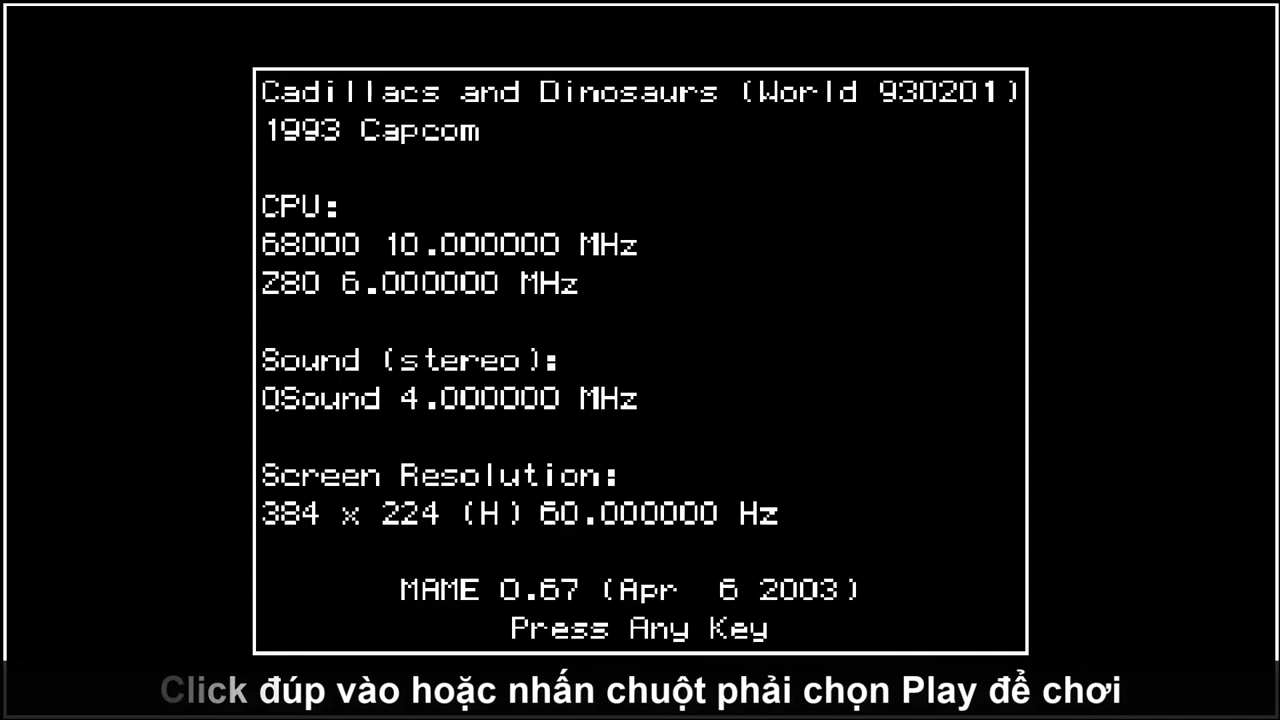 Cadillacs and Dinosaurs (World 930201)
1993 Capcom
CPU:
68000 10.000000 MHz
Z80 6.000000 MHz
Sound (stereo):
QSound 4.000000 MHz
Screen Resolution:
384 x 224 (H) 60.000000 Hz
MAME 0.67 (Apr  6 2003)
Press Any Key
Click đúp vào hoặc nhấn chuột phải chọn Play để chơi